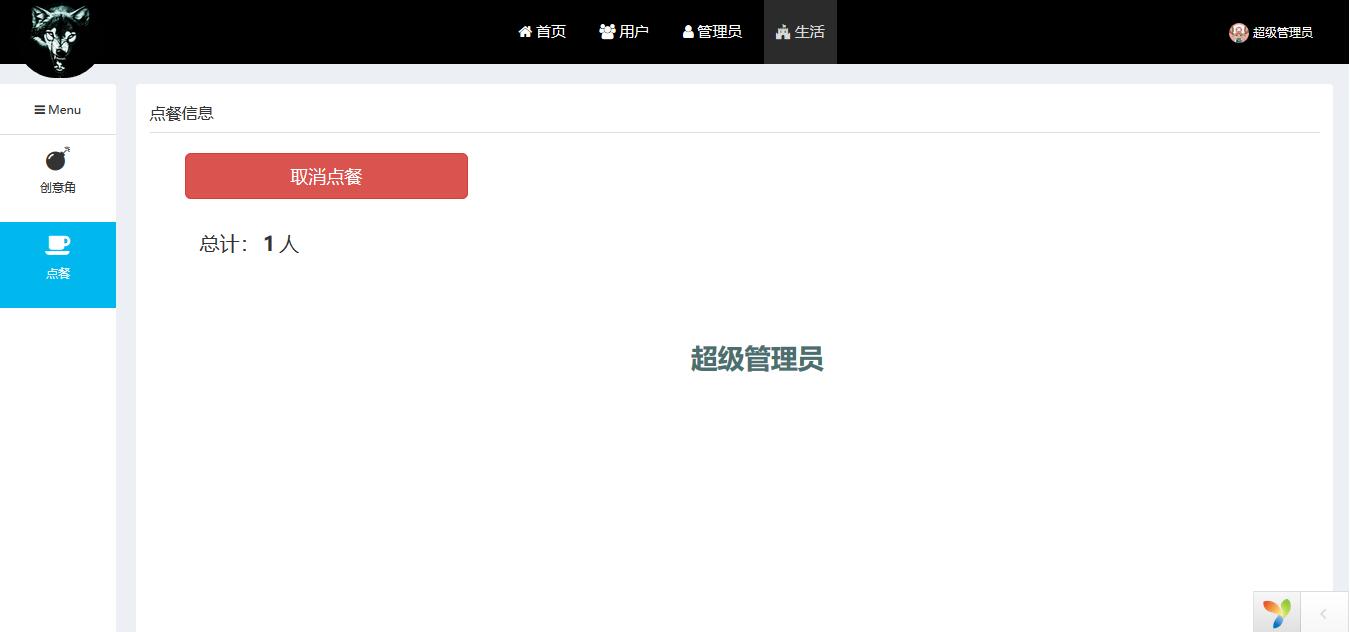 首页 用户 管理员 生活 超级管理员
Menu
创意角
点餐
点餐信息
取消点餐
总计： 1 人
超级管理员